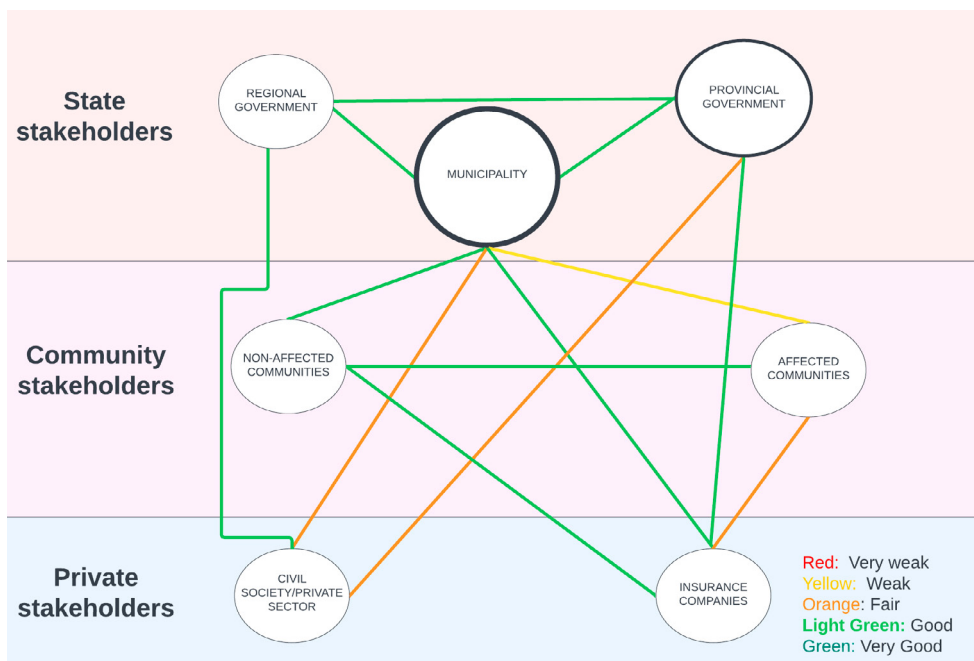 State
stakeholders
REGIONAL
GOVERNMENT
PROVINCIAL
GOVERNMENT
MUNICIPALITY
Community
stakeholders
NON-AFFECTED
COMMUNITIES
AFFECTED
COMMUNITIES
Private
stakeholders
CIVIL
SOCIETY/PRIVATE
SECTOR
INSURANCE
COMPANIES
Red: Very weak
Yellow: Weak
Orange: Fair
Light Green: Good
Green: Very Good